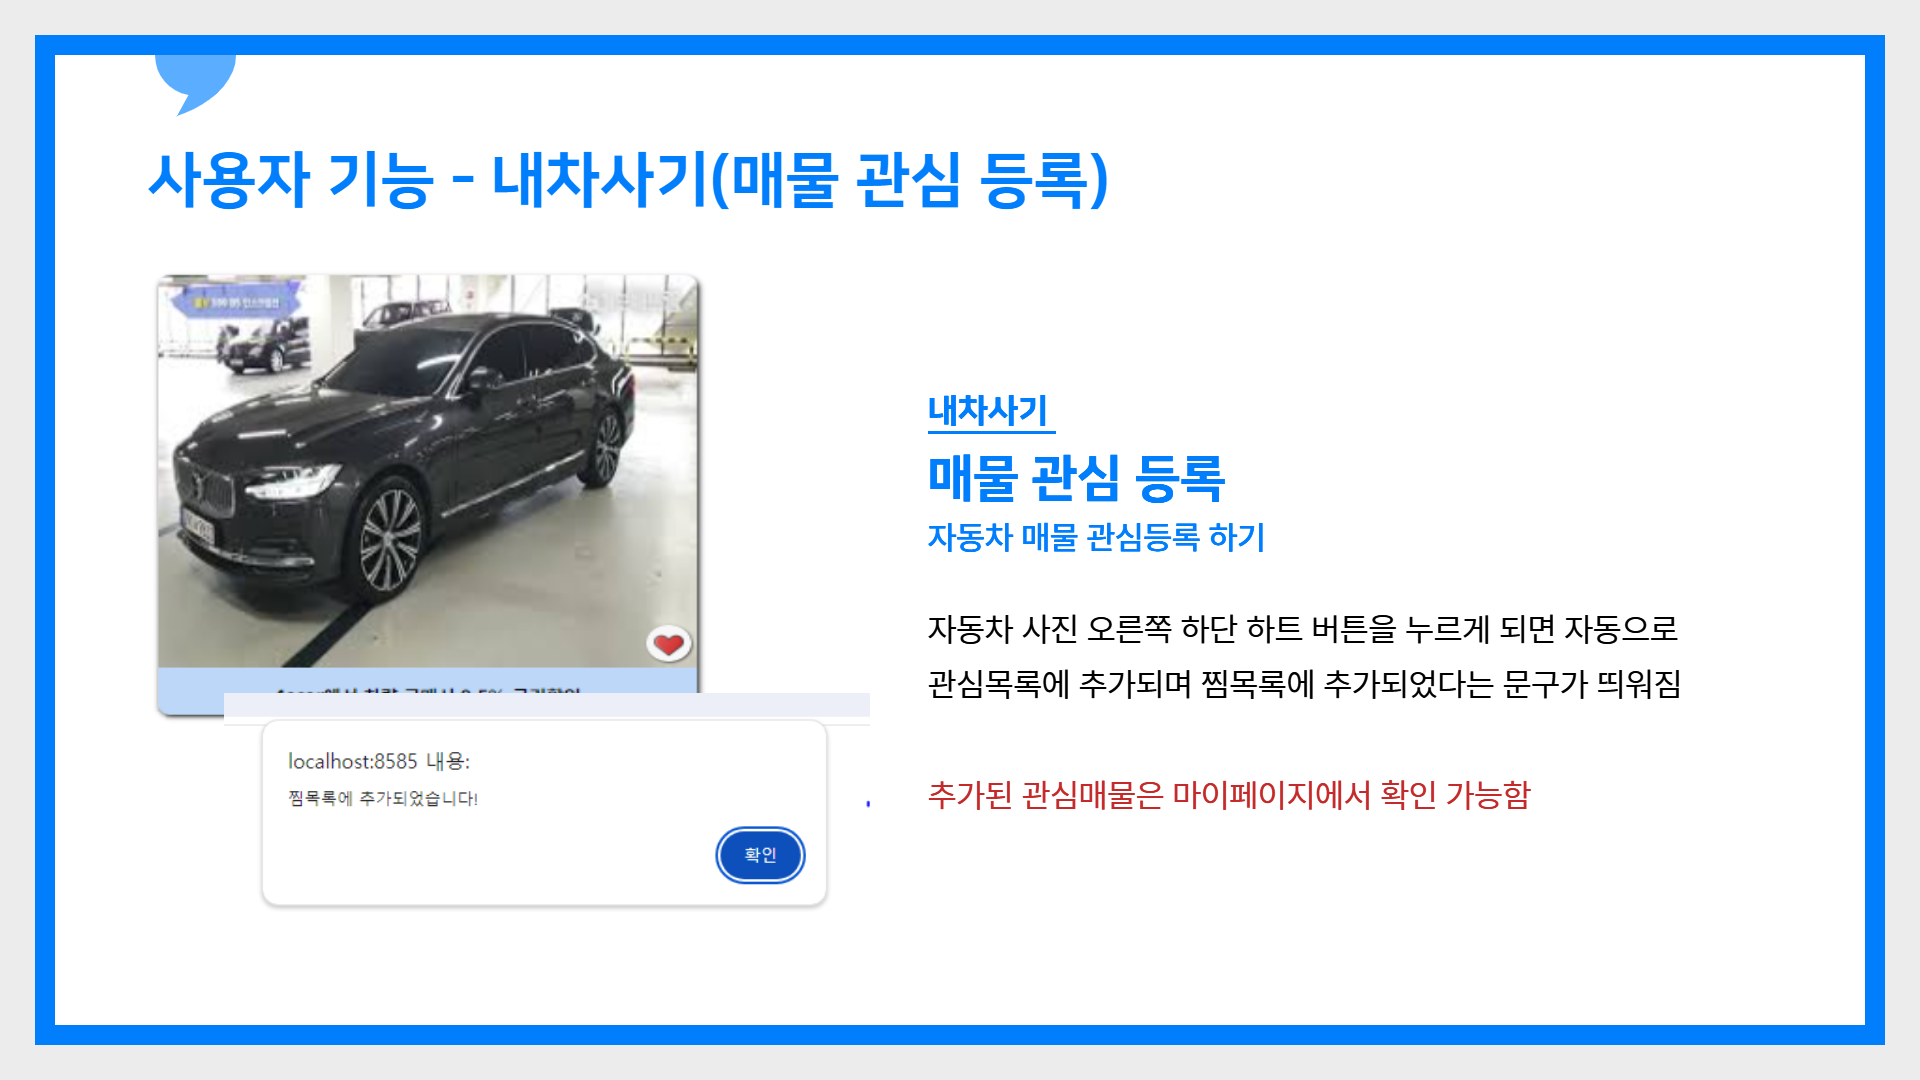 사용자 기능 - 내차사기(매물 관심 등록)
내차사기
매물 관심 등록
자동차 매물 관심등록 하기
자동차 사진 오른쪽 하단 하트 버튼을 누르게 되면 자동으로
관심목록에 추가되며 찜목록에 추가되었다는 문구가 띄워짐
추가된 관심매물은 마이페이지에서 확인 가능함
localhost:8585 내용:
찜목록에 추가되었습니다!
확인